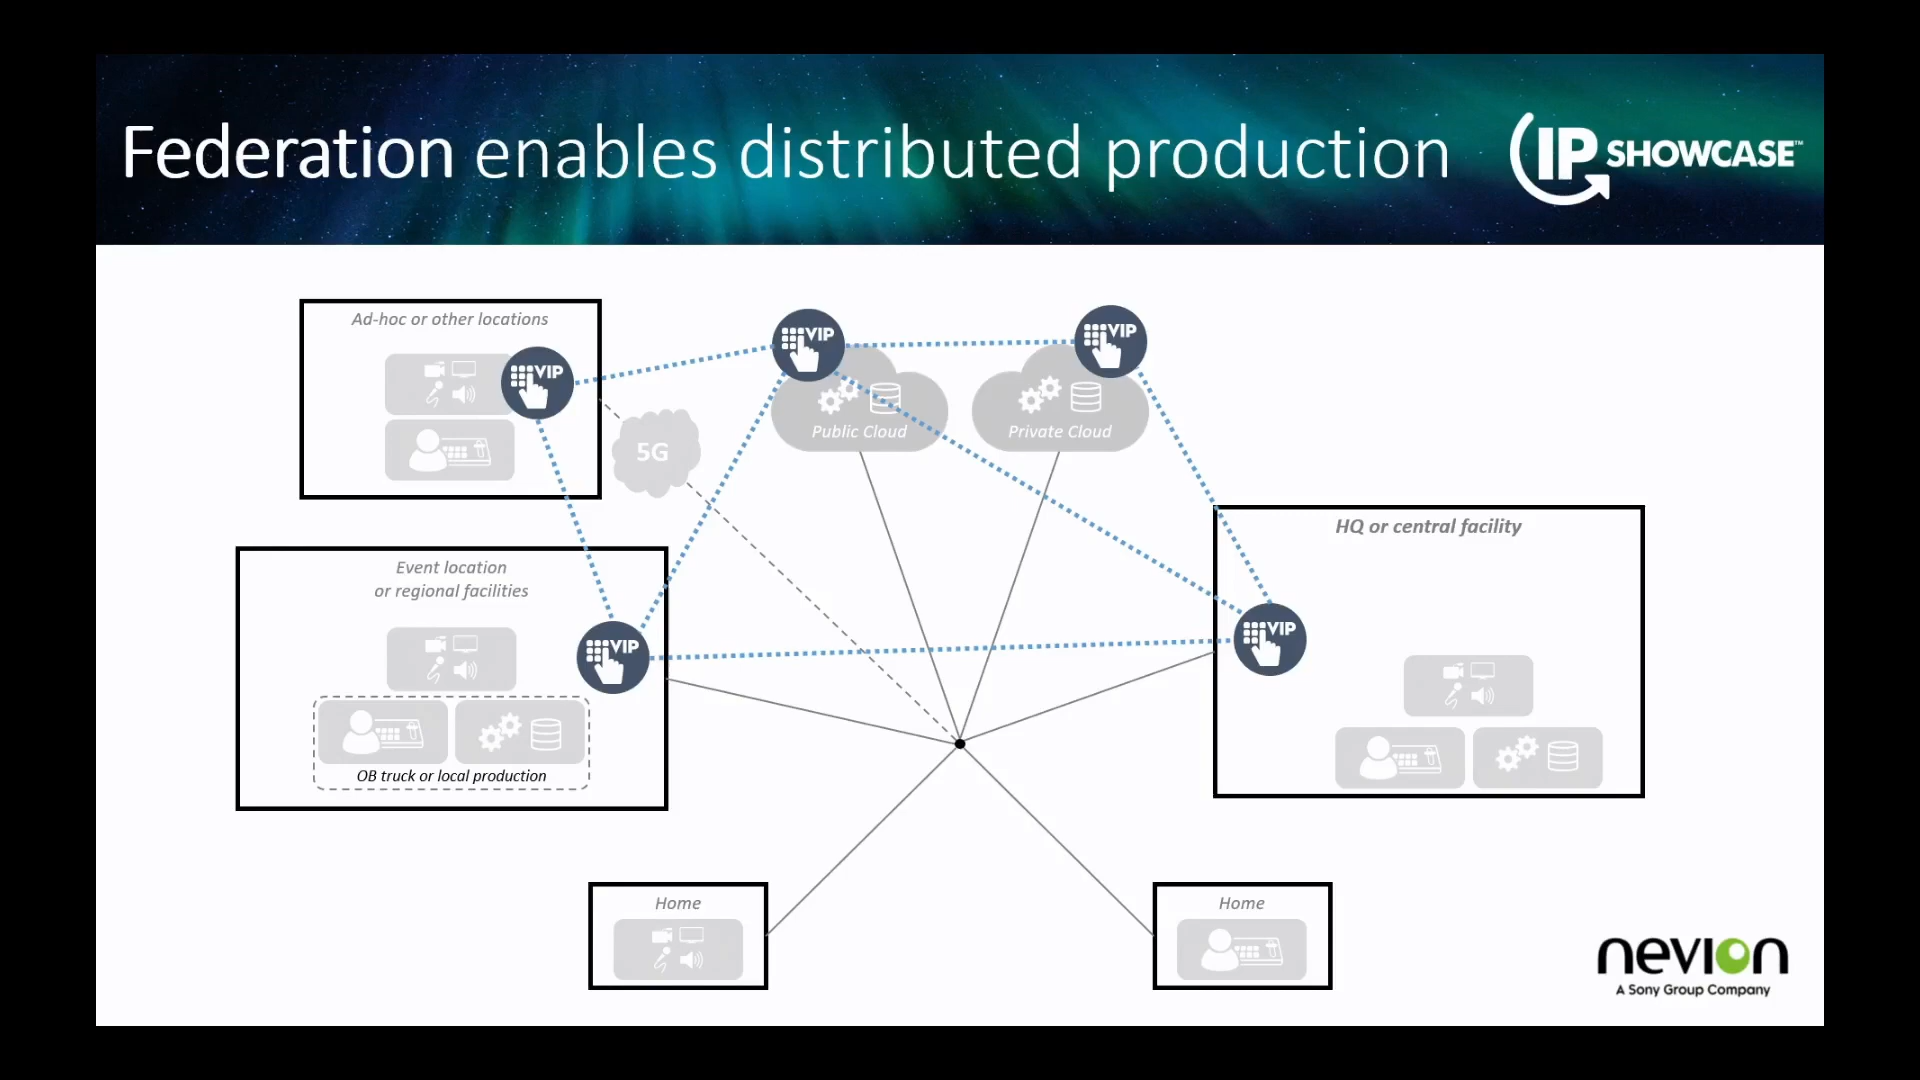 Federation enables distributed production
IP SHOWCASE™
Ad-hoc or other locations
VIP
VIP
VIP
5G
Public Cloud
Private Cloud
HQ or central facility
Event location
or regional facilities
VIP
VIP
OB truck or local production
Home
Home
nevion
A Sony Group Company